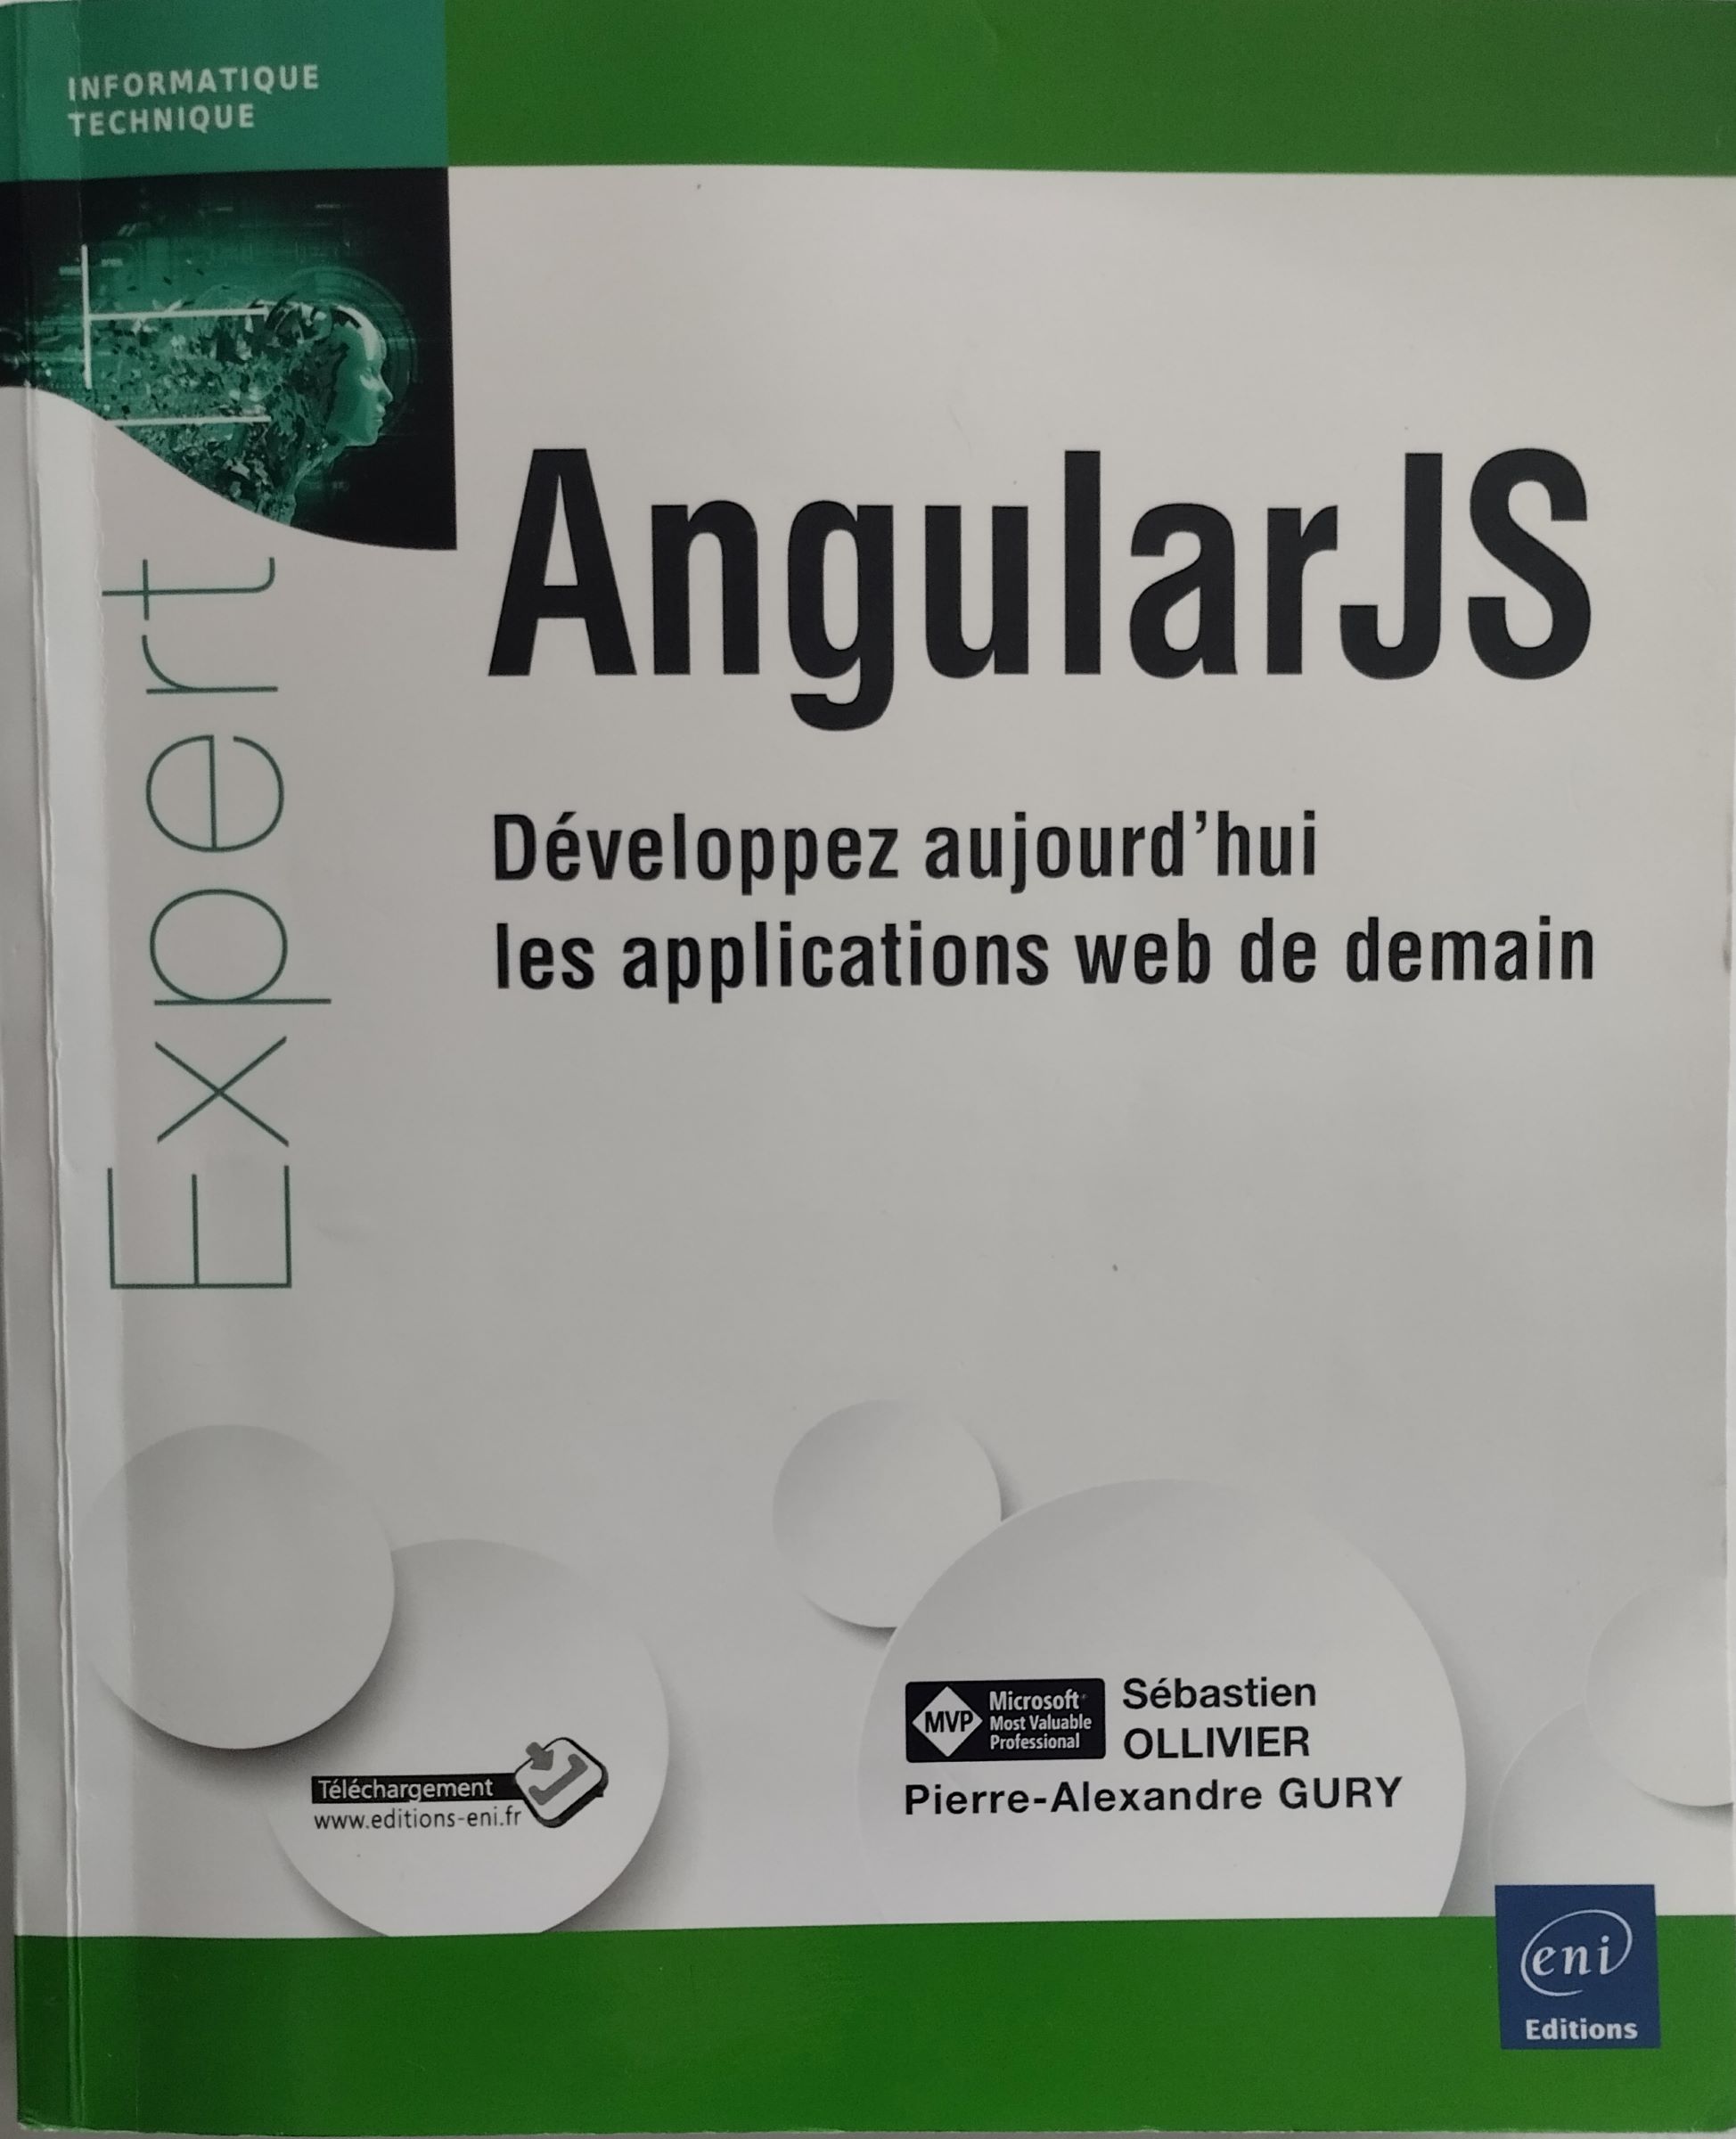 INFORMATIQUE
TECHNIQUE
Expert
AngularJS
Développez aujourd'hui
les applications web de demain
MVP
Microsoft
Most Valuable
Professional
Sébastien
OLLIVIER
Pierre-Alexandre GURY
Téléchargement
www.editions-eni.fr
eni
Editions